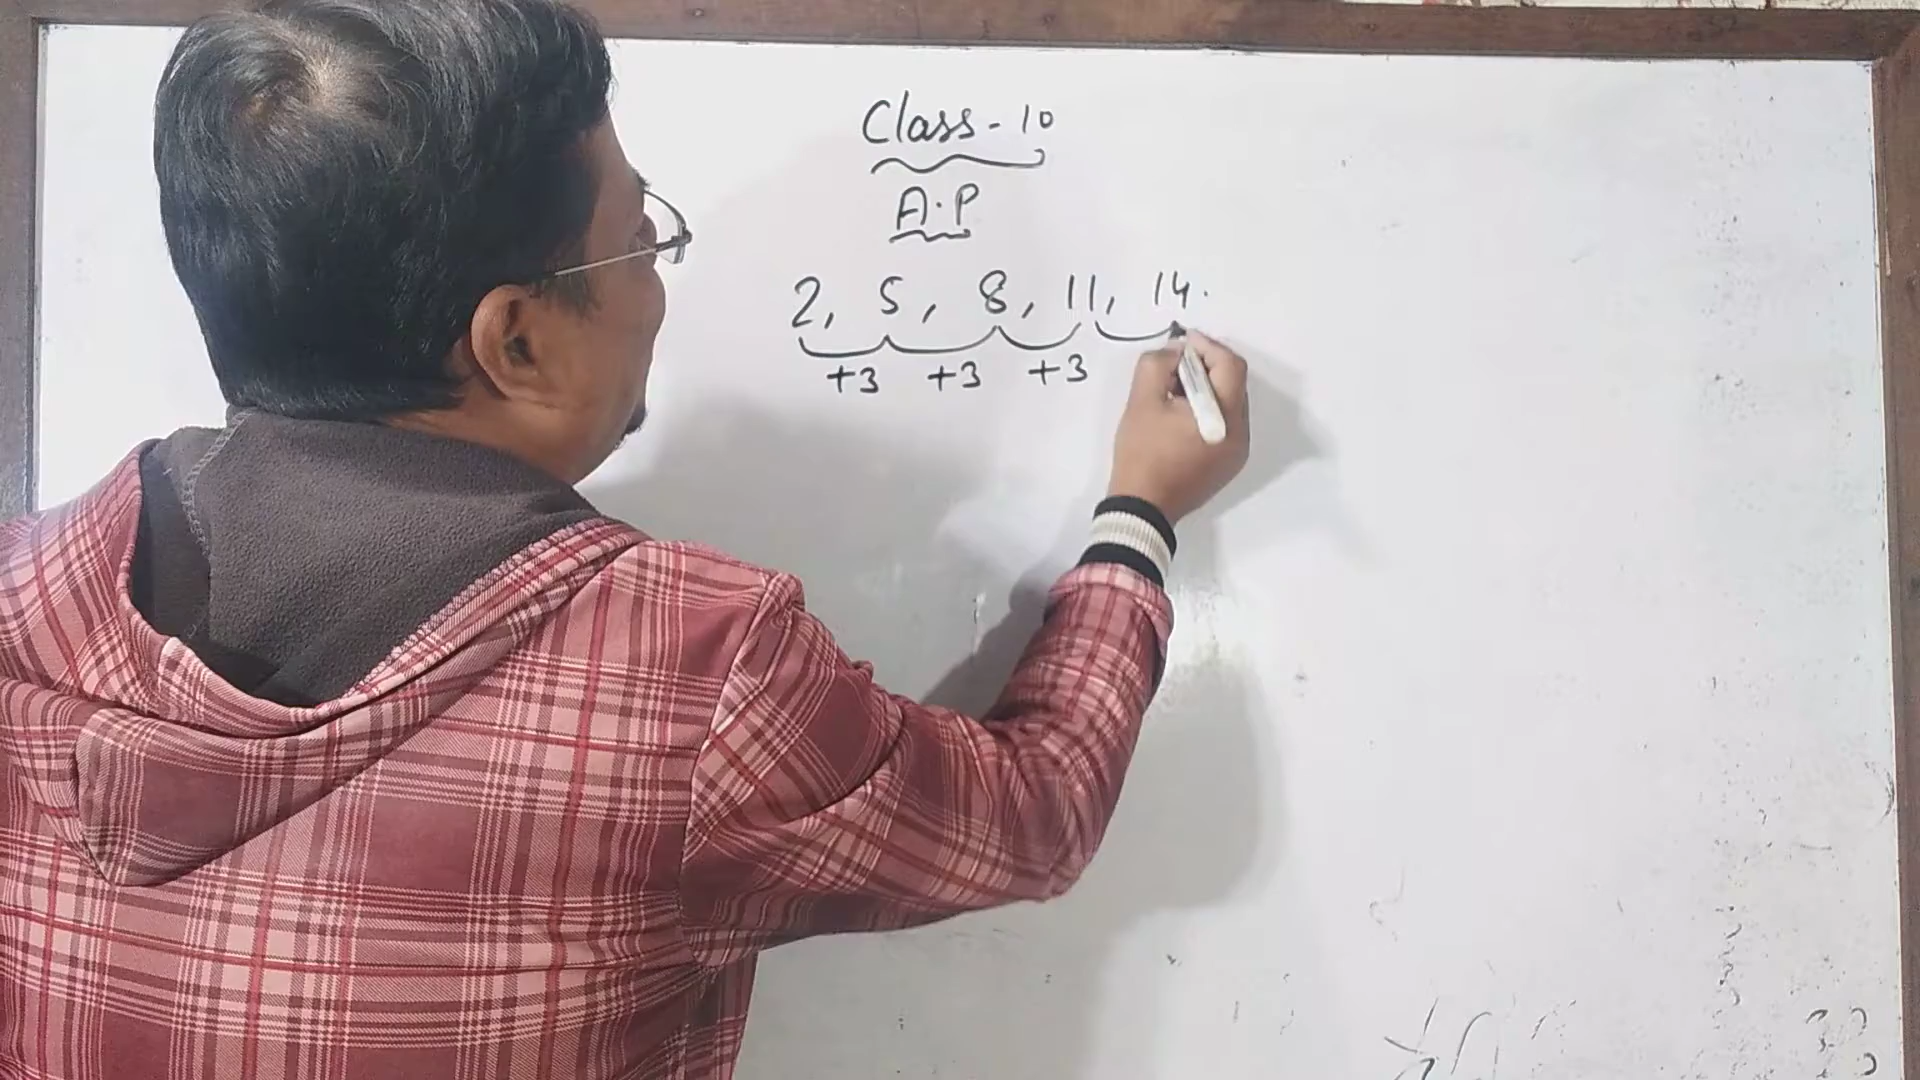 Class-10
A.P
2, 5, 8, 11, 14.
+3 +3 +3